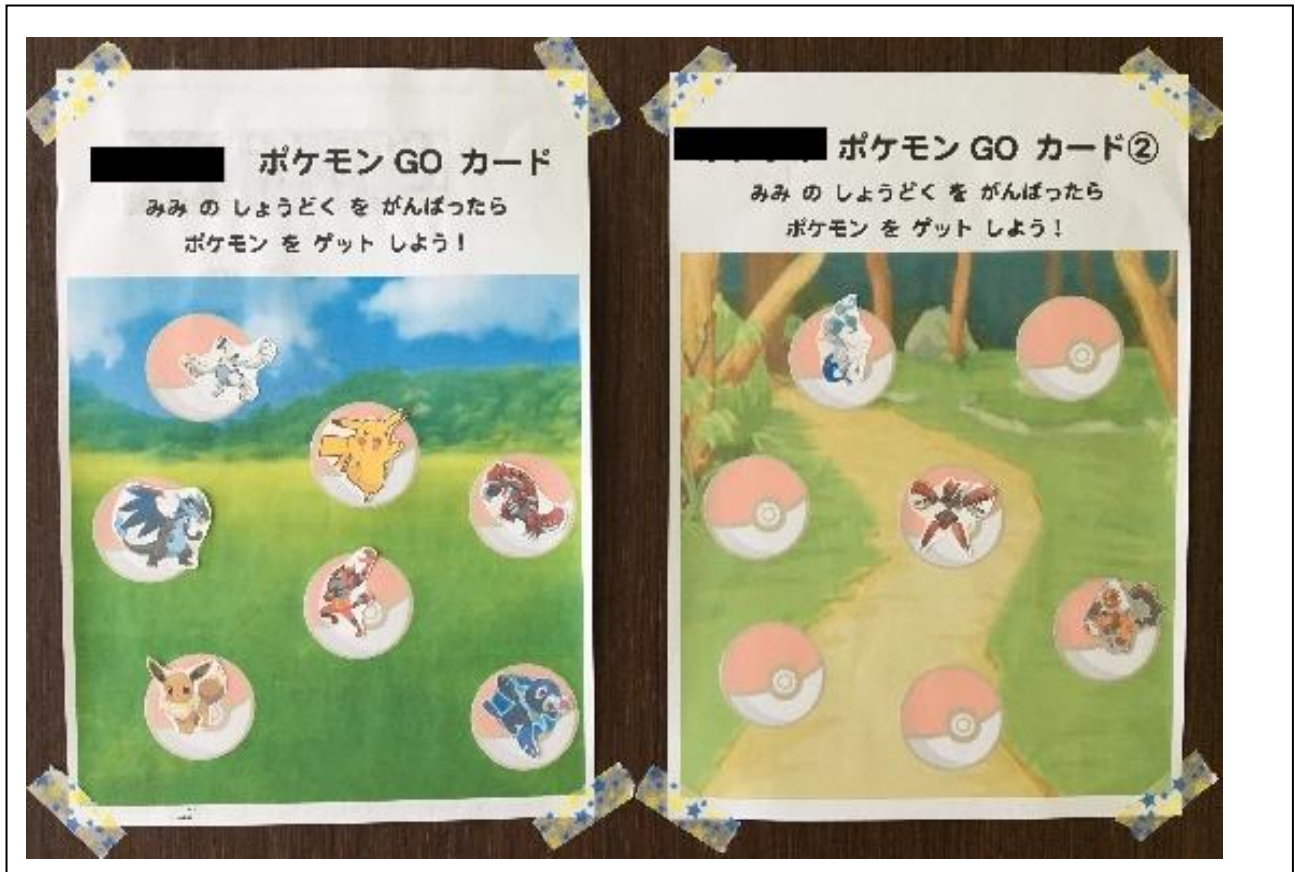 ポケモン GO カード
みみ の しょうどく を がんばったら
ポケモン を ゲット しよう！
ポケモン GO カード②
みみ の しょうどく を がんばったら
ポケモン を ゲット しよう！